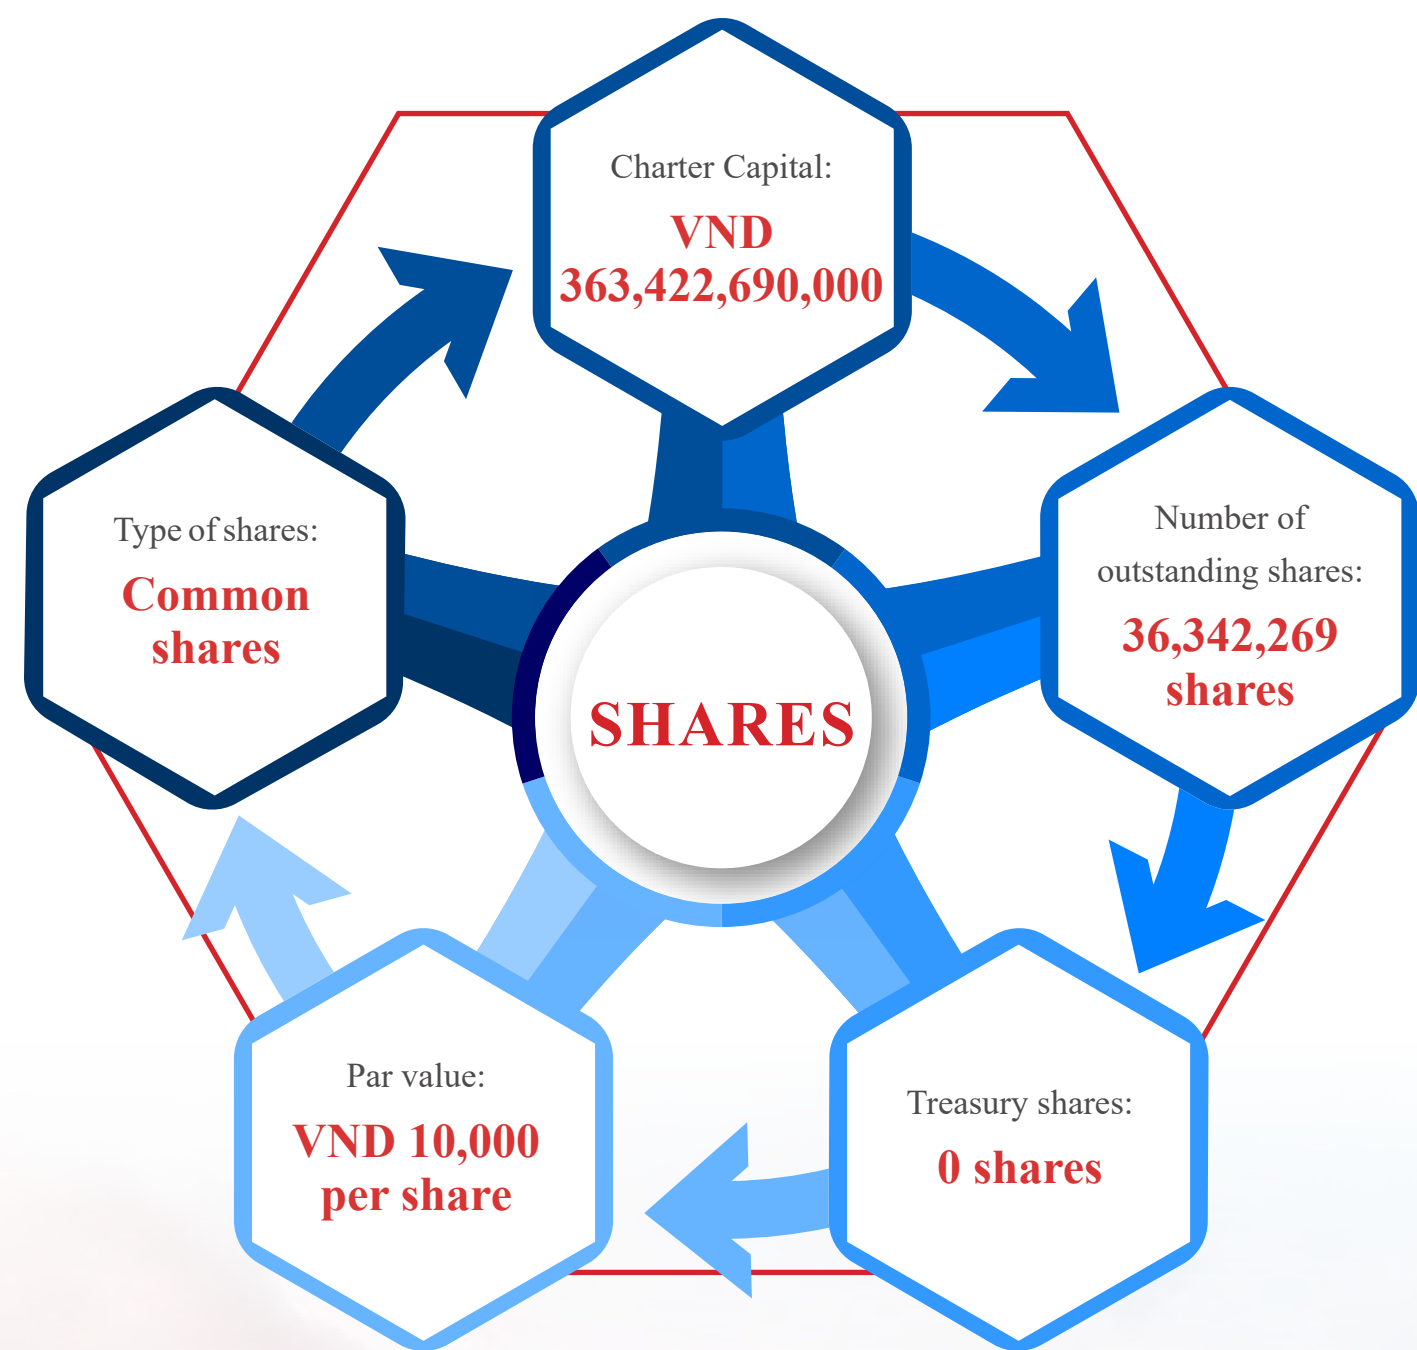 Charter Capital:
VND
363,422,690,000
Number of
outstanding shares:
36,342,269
shares
Treasury shares:
0 shares
Par value:
VND 10,000
per share
Type of shares:
Common
shares
SHARES